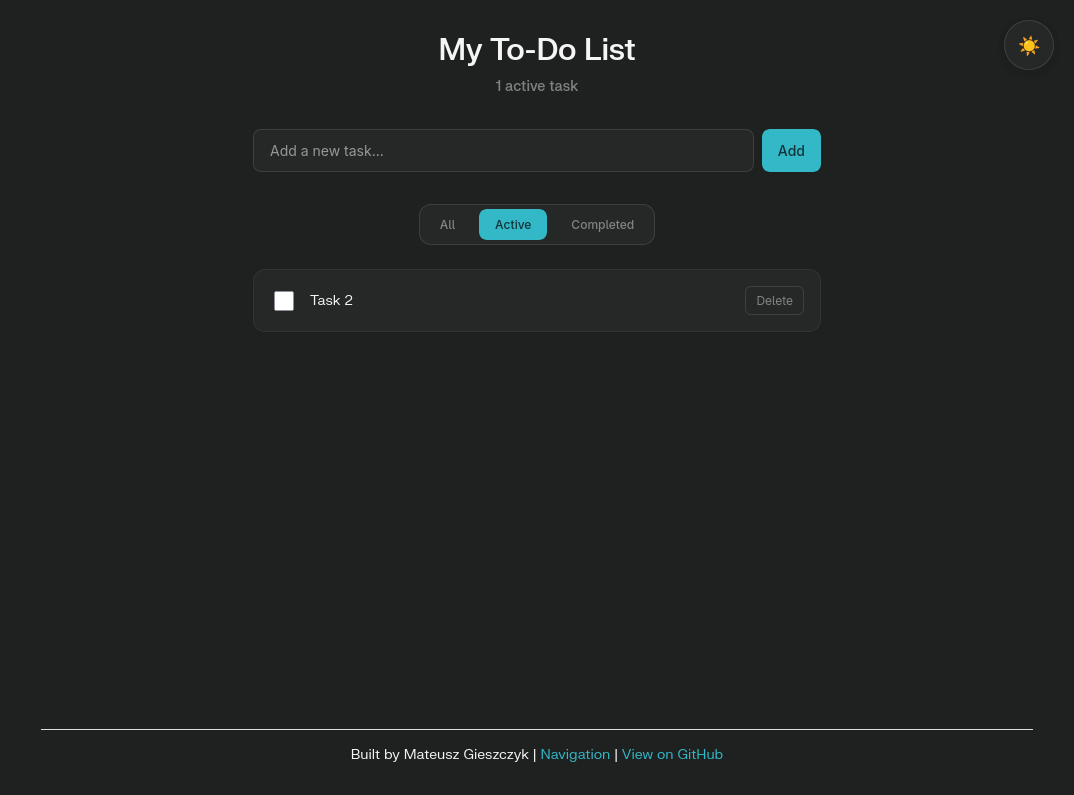 My To-Do List
1 active task
Add a new task...
Add
All
Active
Completed
Task 2
Delete
Built by Mateusz Gieszczyk | Navigation | View on GitHub